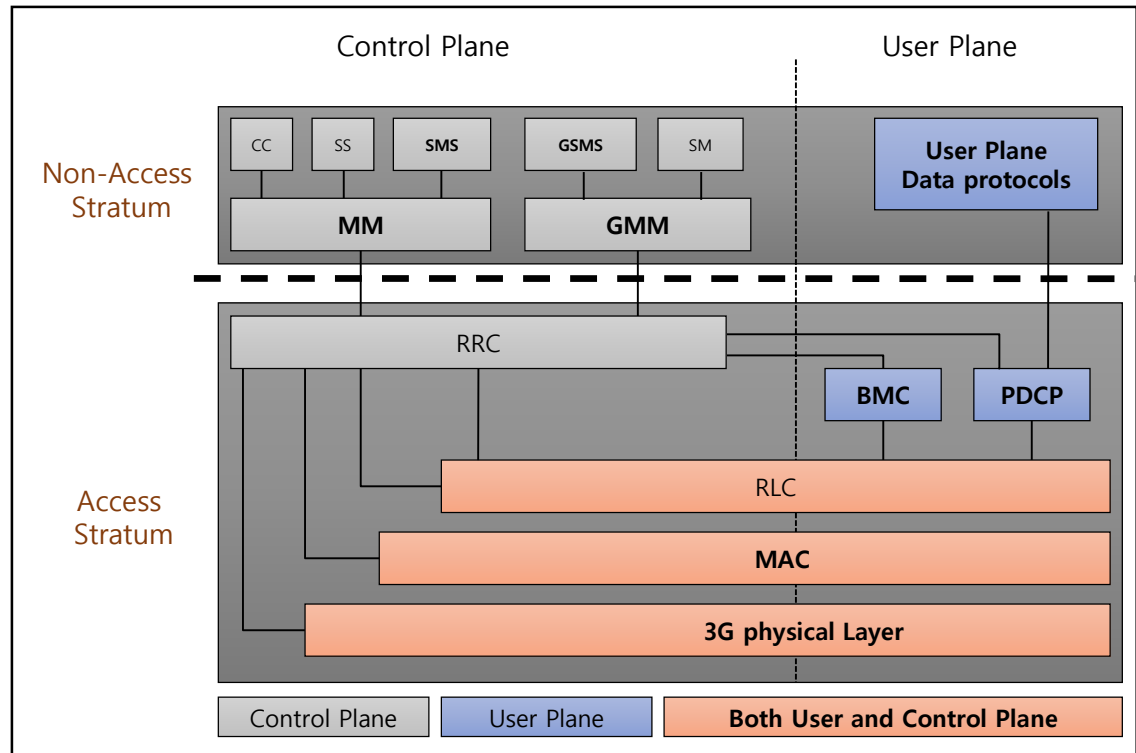 Control Plane
User Plane
Non-Access
Stratum
CC
SS
SMS
GSMS
SM
User Plane
Data protocols
MM
GMM
RRC
BMC
PDCP
Access
Stratum
RLC
MAC
3G physical Layer
Control Plane
User Plane
Both User and Control Plane